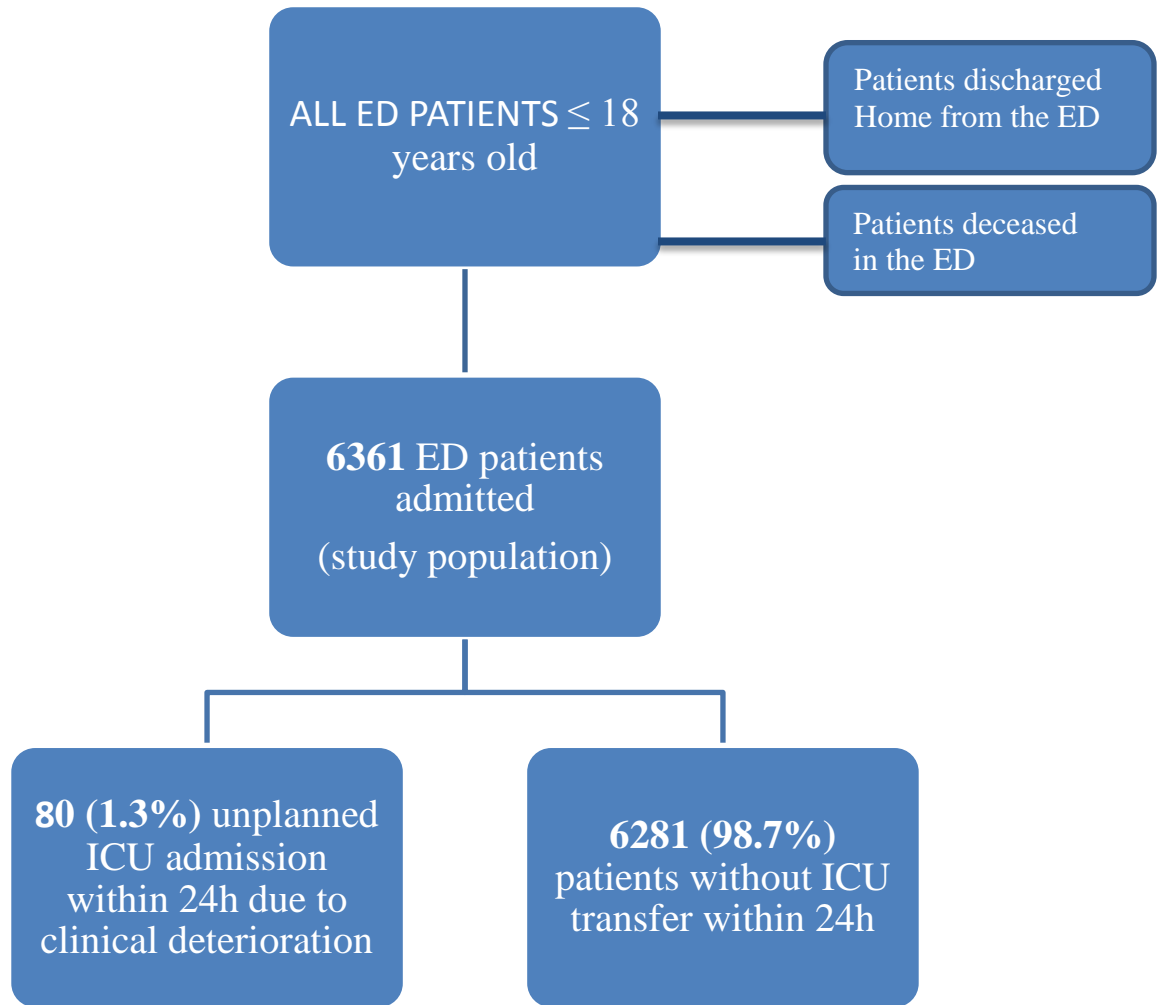 ALL ED PATIENTS ≤ 18
years old
Patients discharged
Home from the ED
Patients deceased
in the ED
6361 ED patients
admitted
(study population)
80 (1.3%) unplanned
ICU admission
within 24h due to
clinical deterioration
6281 (98.7%)
patients without ICU
transfer within 24h